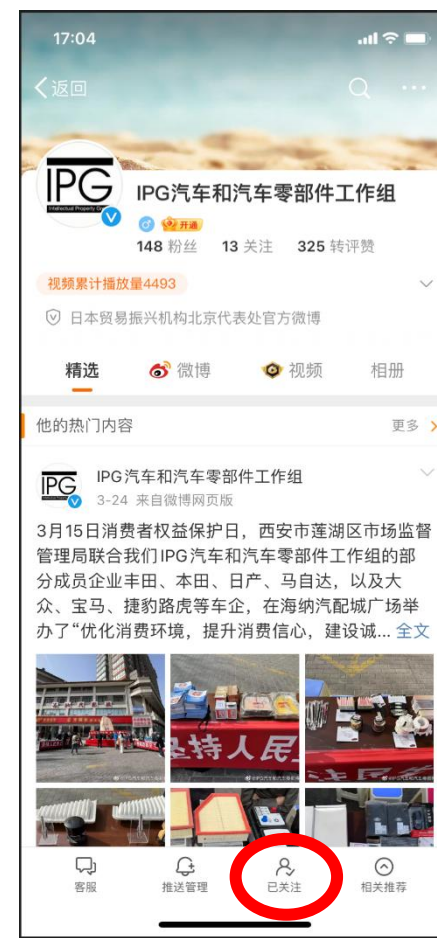 17:04
返回
IPG
Intellectual Property Group
IPG汽车和汽车零部件工作组
开通
148 粉丝 13 关注 325 转评赞
视频累计播放量4493
日本贸易振兴机构北京代表处官方微博
精选 微博 视频 相册
他的热门内容 更多
IPG
IPG汽车和汽车零部件工作组
3-24 来自微博网页版
3月15日消费者权益保护日，西安市莲湖区市场监督
管理局联合我们IPG汽车和汽车零部件工作组的部
分成员企业丰田、本田、日产、马自达，以及大
众、宝马、捷豹路虎等车企，在海纳汽配城广场举
办了“优化消费环境，提升消费信心，建设诚... 全文
坚持人民
客服 推送管理 已关注 相关推荐